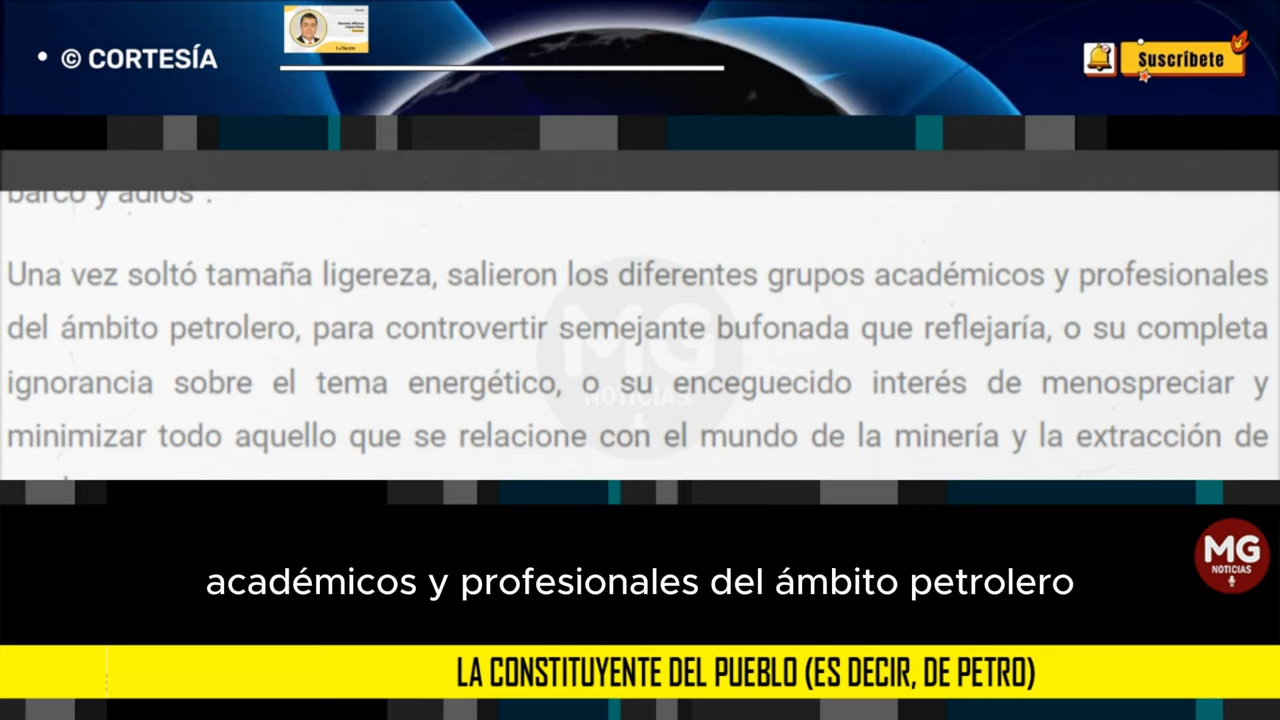 • © CORTESÍA
LA NACIÓN
Suscríbete
barco y adiós".
Una vez soltó tamaña ligereza, salieron los diferentes grupos académicos y profesionales
del ámbito petrolero, para controvertir semejante bufonada que reflejaría, o su completa
ignorancia sobre el tema energético, o su enceguecido interés de menospreciar y
minimizar todo aquello que se relacione con el mundo de la minería y la extracción de
MG
NOTICIAS
académicos y profesionales del ámbito petrolero
MG
NOTICIAS
LA CONSTITUYENTE DEL PUEBLO (ES DECIR, DE PETRO)